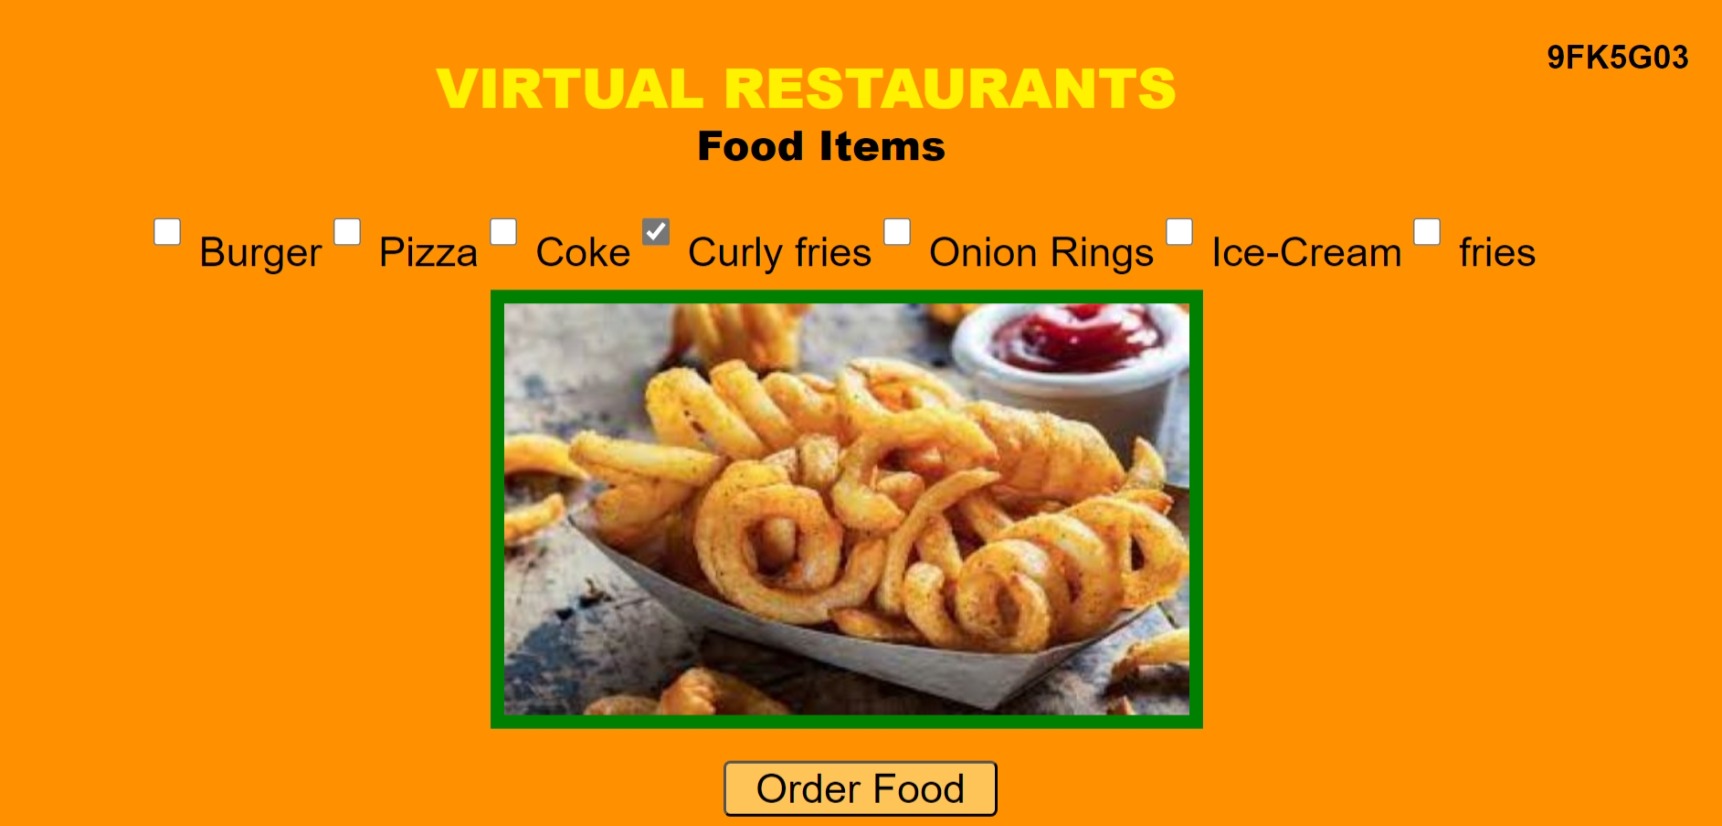 9FK5G03
VIRTUAL RESTAURANTS
Food Items
Burger Pizza Coke Curly fries Onion Rings Ice-Cream fries
Order Food